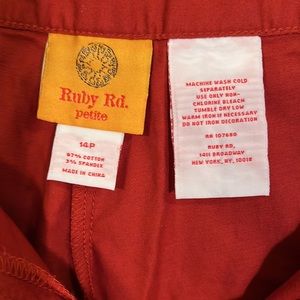 Ruby Rd.
petite
14P
97% COTTON
3% SPANDEX
MADE IN CHINA
MACHINE WASH COLD
SEPARATELY
USE ONLY NON-
CHLORINE BLEACH
TUMBLE DRY LOW
WARM IRON IF NECESSARY
DO NOT IRON DECORATION
RN 107680
RUBY RD,
1411 BROADWAY
NEW YORK, NY, 10018